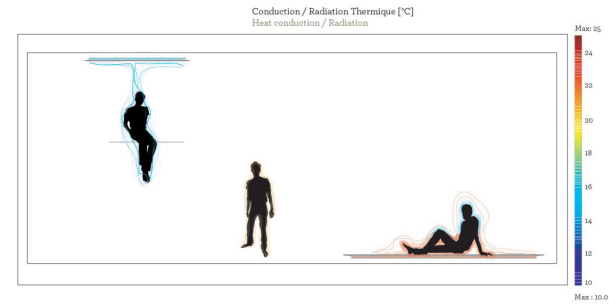 Conduction / Radiation Thermique [°C]
Heat conduction / Radiation
Max: 25
24
22
20
18
16
14
12
10
Max : 10.0